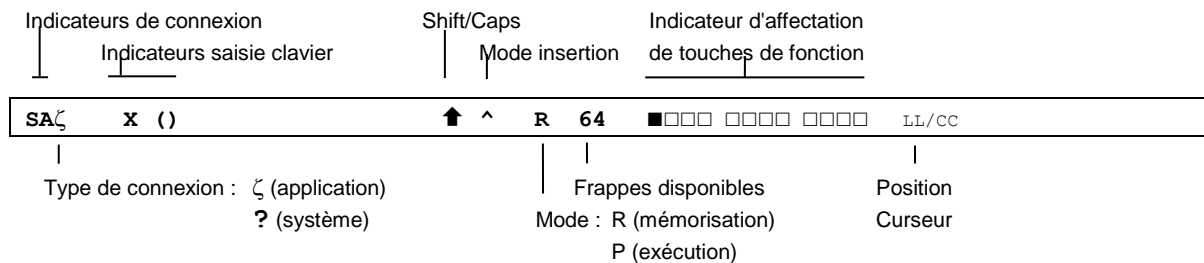 Indicateurs de connexion Shift/Caps Indicateur d'affectation
Indicateurs saisie clavier Mode insertion de touches de fonction
SAζ X () ⬆ ^ R 64 ■□□□ □□□□ □□□□ LL/CC
Type de connexion : ζ (application) Frappes disponibles Position
? (système) Mode : R (mémorisation) Curseur
P (exécution)